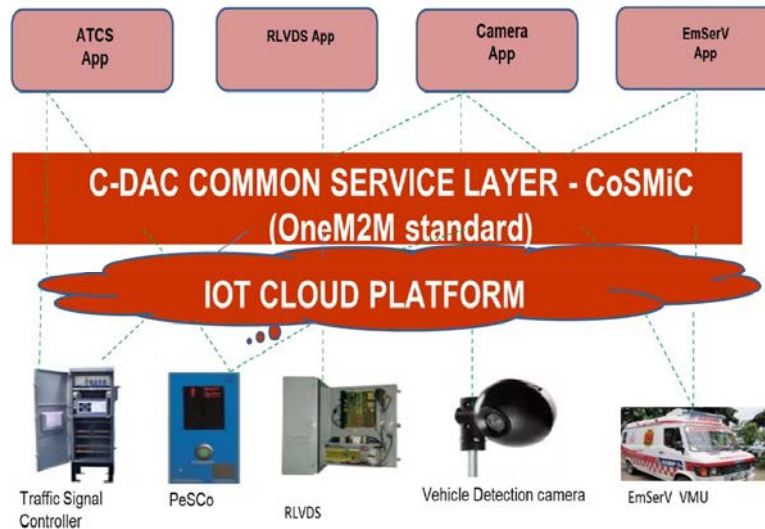 ATCS
App
RLVDS App
Camera
App
EmSerV
App
C-DAC COMMON SERVICE LAYER - CoSMiC
(OneM2M standard)
IOT CLOUD PLATFORM
Traffic Signal
Controller
PeSCo
RLVDS
Vehicle Detection camera
EmSerV VMU